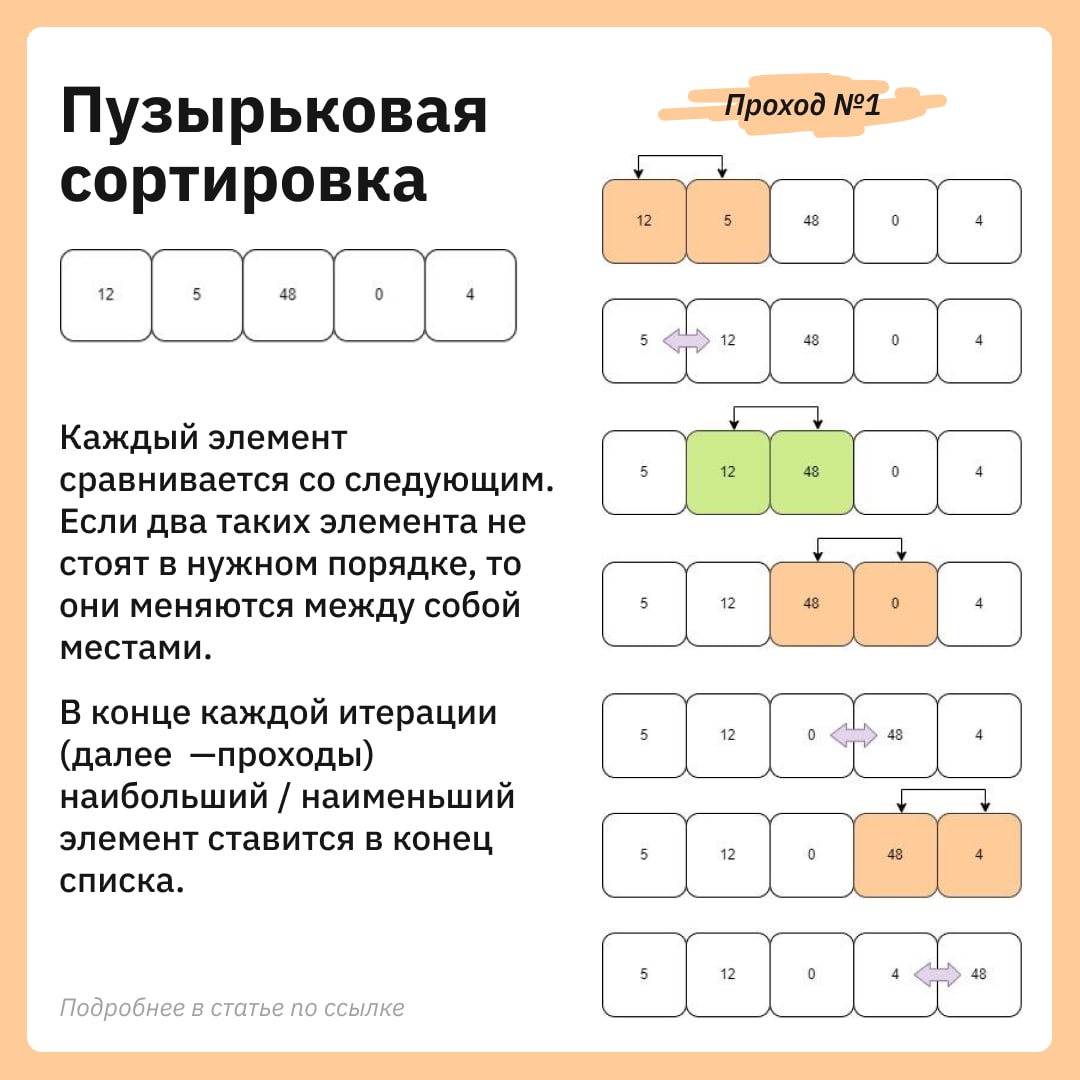 Пузырьковая
сортировка
12 5 48 0 4
Каждый элемент
сравнивается со следующим.
Если два таких элемента не
стоят в нужном порядке, то
они меняются между собой
местами.
В конце каждой итерации
(далее  —проходы)
наибольший / наименьший
элемент ставится в конец
списка.
Подробнее в статье по ссылке
Проход №1
12 5 48 0 4
5 12 48 0 4
5 12 48 0 4
5 12 48 0 4
5 12 0 48 4
5 12 0 48 4
5 12 0 4 48